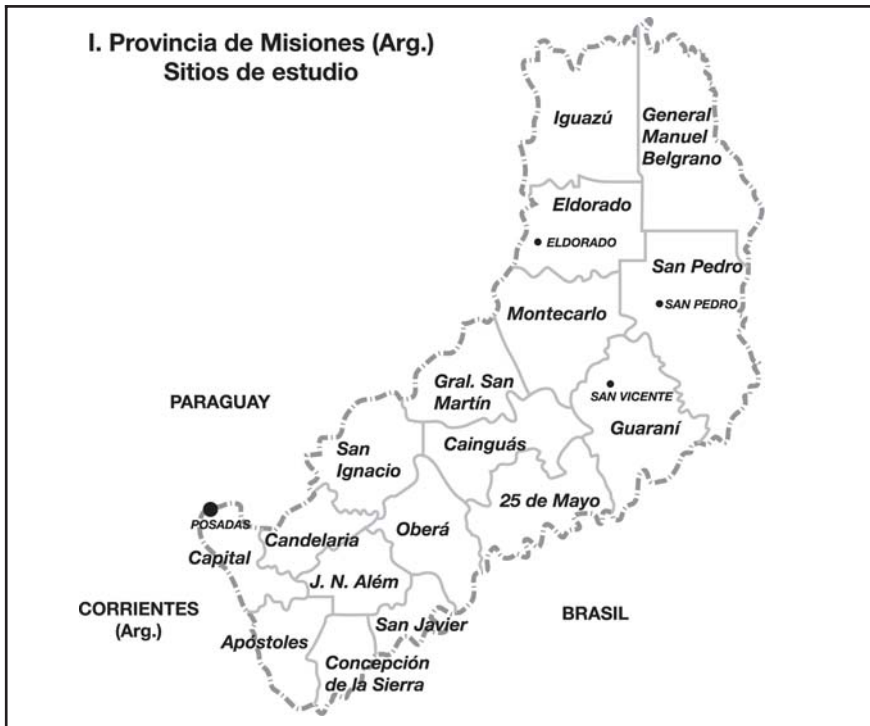 I. Provincia de Misiones (Arg.)
Sitios de estudio
Iguazú
General
Manuel
Belgrano
Eldorado
ELDORADO
San Pedro
SAN PEDRO
Montecarlo
Gral. San
Martín
SAN VICENTE
Guaraní
PARAGUAY
Cainguás
San
Ignacio
25 de Mayo
POSADAS
Capital
Candelaria
Oberá
J. N. Além
CORRIENTES
(Arg.)
BRASIL
San Javier
Apóstoles
Concepción
de la Sierra